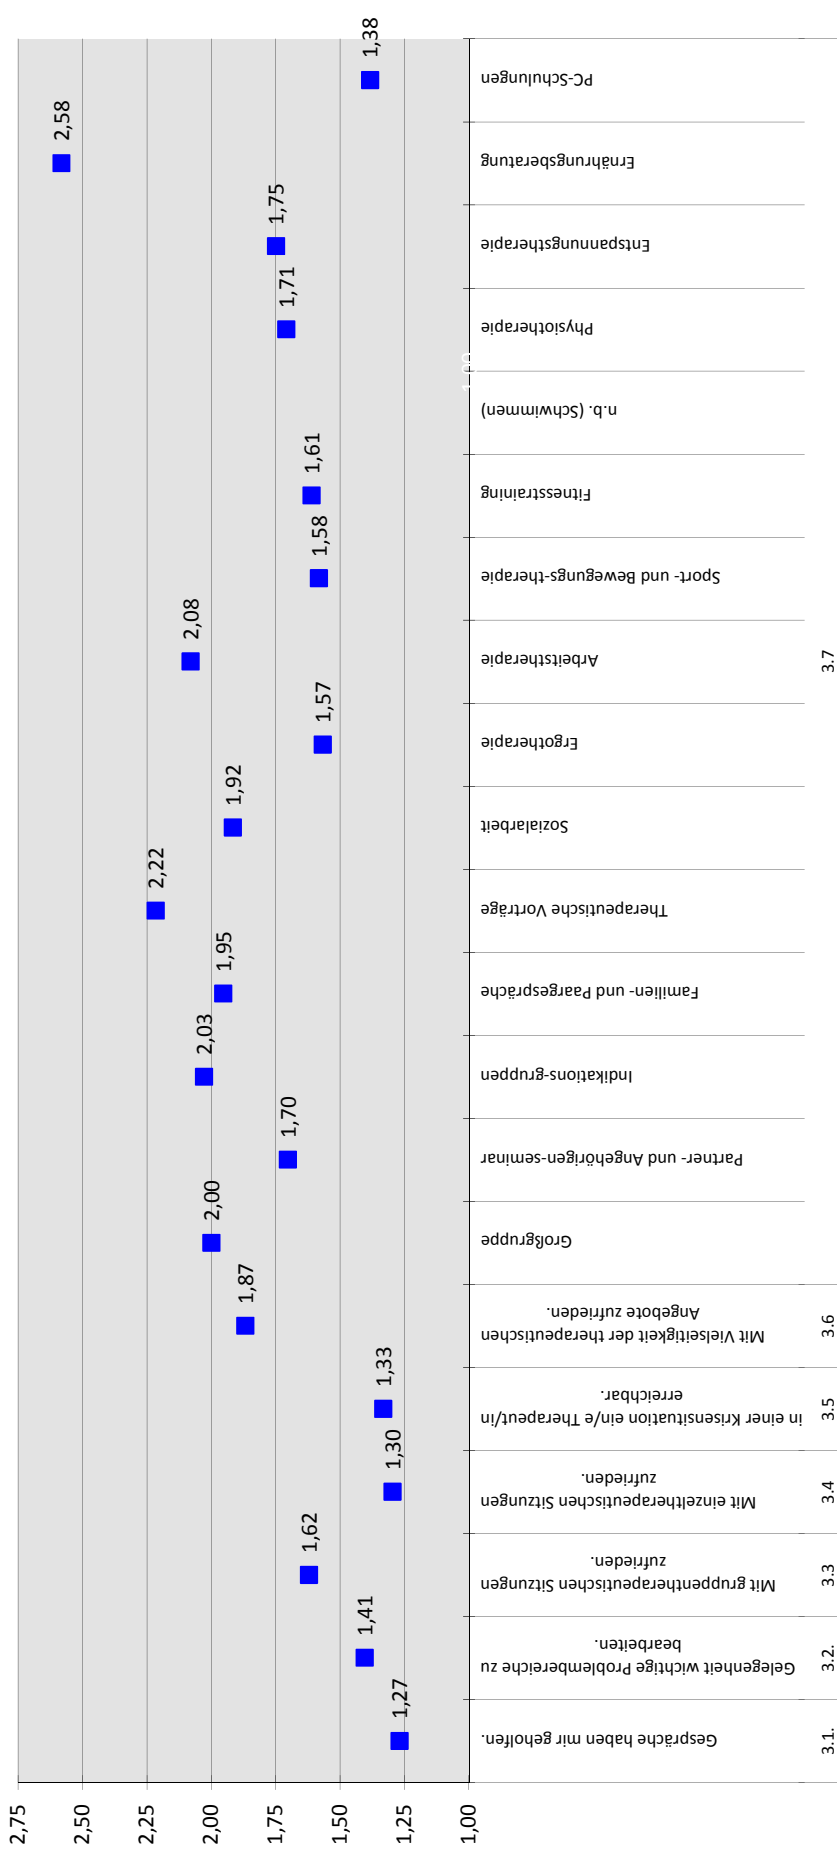 2,75
2,50
2,25
2,00
1,75
1,50
1,25
1,00
1,27
1,41
1,62
1,30
1,33
1,87
2,00
1,70
2,03
1,95
2,22
1,92
1,57
2,08
1,58
1,61
1,00
1,71
1,75
2,58
1,38
Gespräche haben mir geholfen.
Gelegenheit wichtige Problembereiche zu
bearbeiten.
Mit gruppentherapeutischen Sitzungen
zufrieden.
Mit einzeltherapeutischen Sitzungen
zufrieden.
in einer Krisensituation ein/e Therapeut/in
erreichbar.
Mit Vielseitigkeit der therapeutischen
Angebote zufrieden.
Großgruppe
Partner- und Angehörigen-seminar
Indikations-gruppen
Familien- und Paargespräche
Therapeutische Vorträge
Sozialarbeit
Ergotherapie
Arbeitstherapie
Sport- und Bewegungs-therapie
Fitnesstraining
n.b. (Schwimmen)
Physiotherapie
Entspannungstherapie
Ernährungsberatung
PC-Schulungen
3.1.
3.2.
3.3
3.4
3.5
3.6
3.7